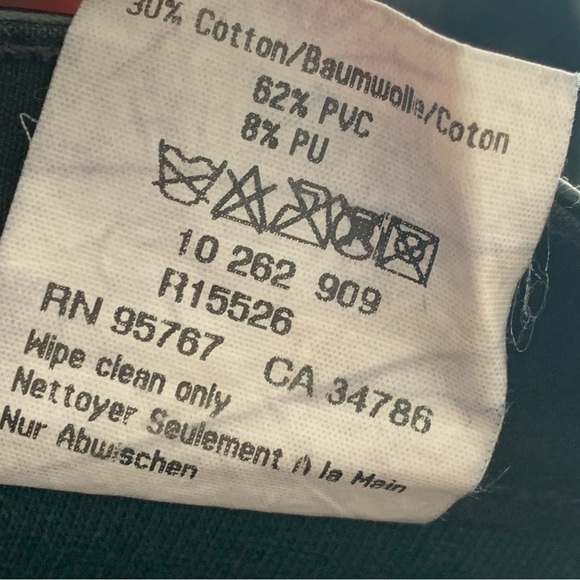 30% Cotton/Baumwolle/Coton
62% PVC
8% PU
10 262 909
R15526
RN 95767 CA 34786
Wipe clean only
Nettoyer Seulement A la Main
Nur Abwischen